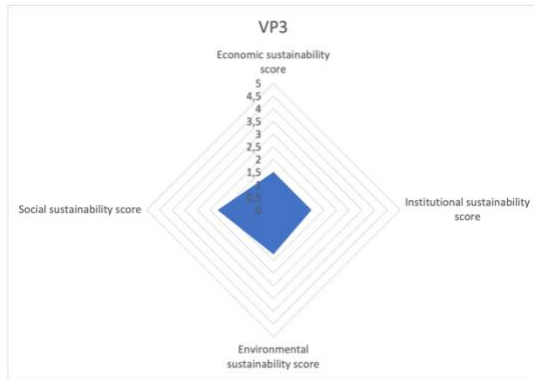 VP3
Economic sustainability
score
5
4,5
4
3,5
3
2,5
2
1,5
1
0,5
0
Social sustainability score
Institutional sustainability
score
Environmental
sustainability score